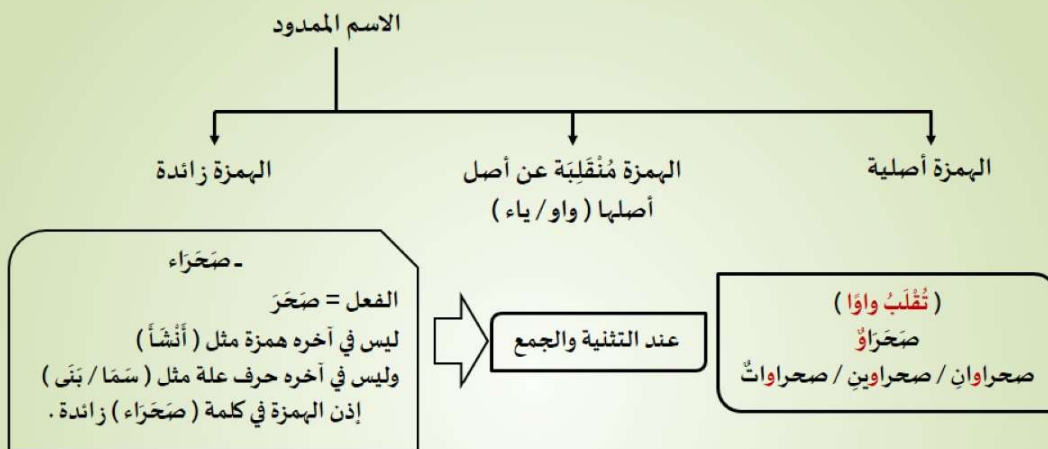 الاسم الممدود
الهمزة أصلية
الهمزة مُنْقَلِبَة عن أصل
أصلها ( واو / ياء )
الهمزة زائدة
ـ صَحَرَاء
الفعل = صَحَرَ
ليس في آخره همزة مثل ( أَنْشَأَ )
وليس في آخره حرف علة مثل ( سَمَا / بَنَى )
إذن الهمزة في كلمة ( صَحَرَاء ) زائدة .
عند التثنية والجمع
( تُقْلَبُ واوًا )
صَحَرَاوٌ
صحراوانِ / صحراوينِ / صحراواتٌ